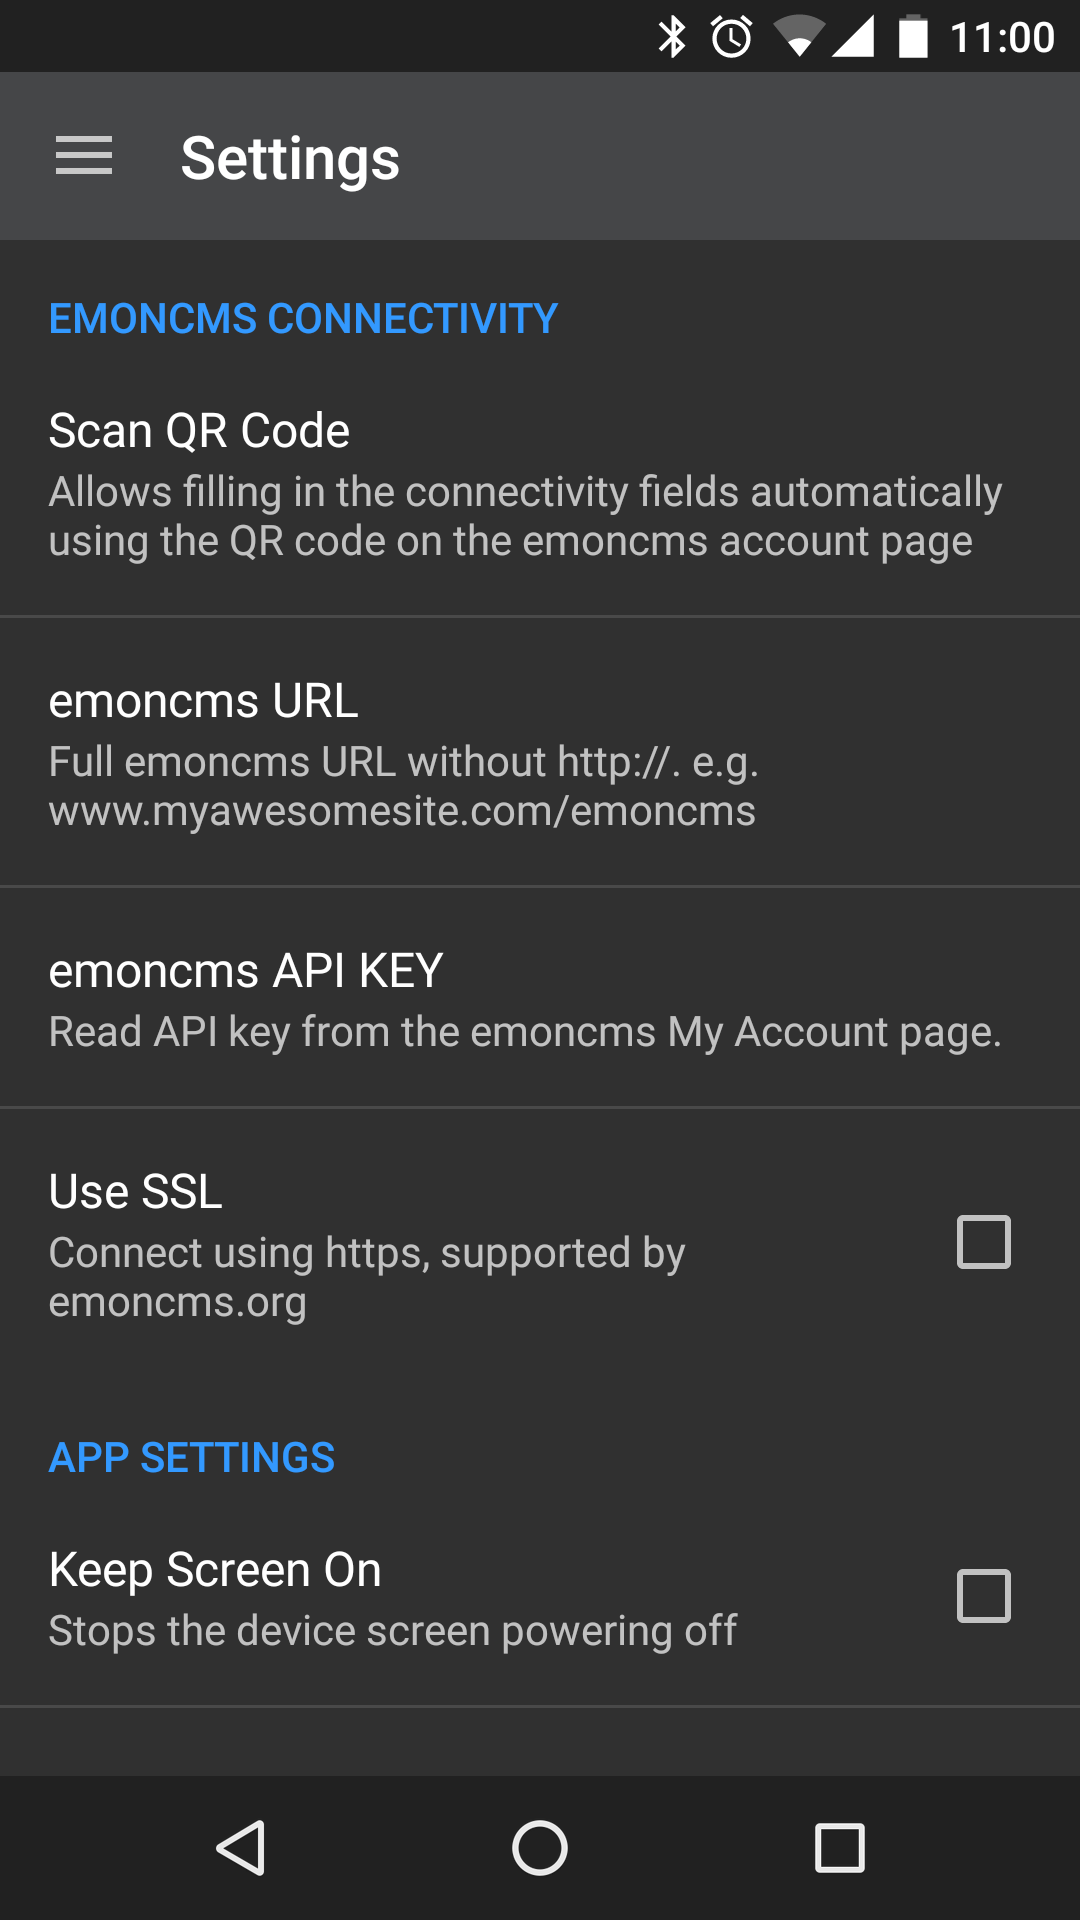 11:00
Settings
EMONCMS CONNECTIVITY
Scan QR Code
Allows filling in the connectivity fields automatically
using the QR code on the emoncms account page
emoncms URL
Full emoncms URL without http://. e.g.
www.myawesomesite.com/emoncms
emoncms API KEY
Read API key from the emoncms My Account page.
Use SSL
Connect using https, supported by
emoncms.org
APP SETTINGS
Keep Screen On
Stops the device screen powering off